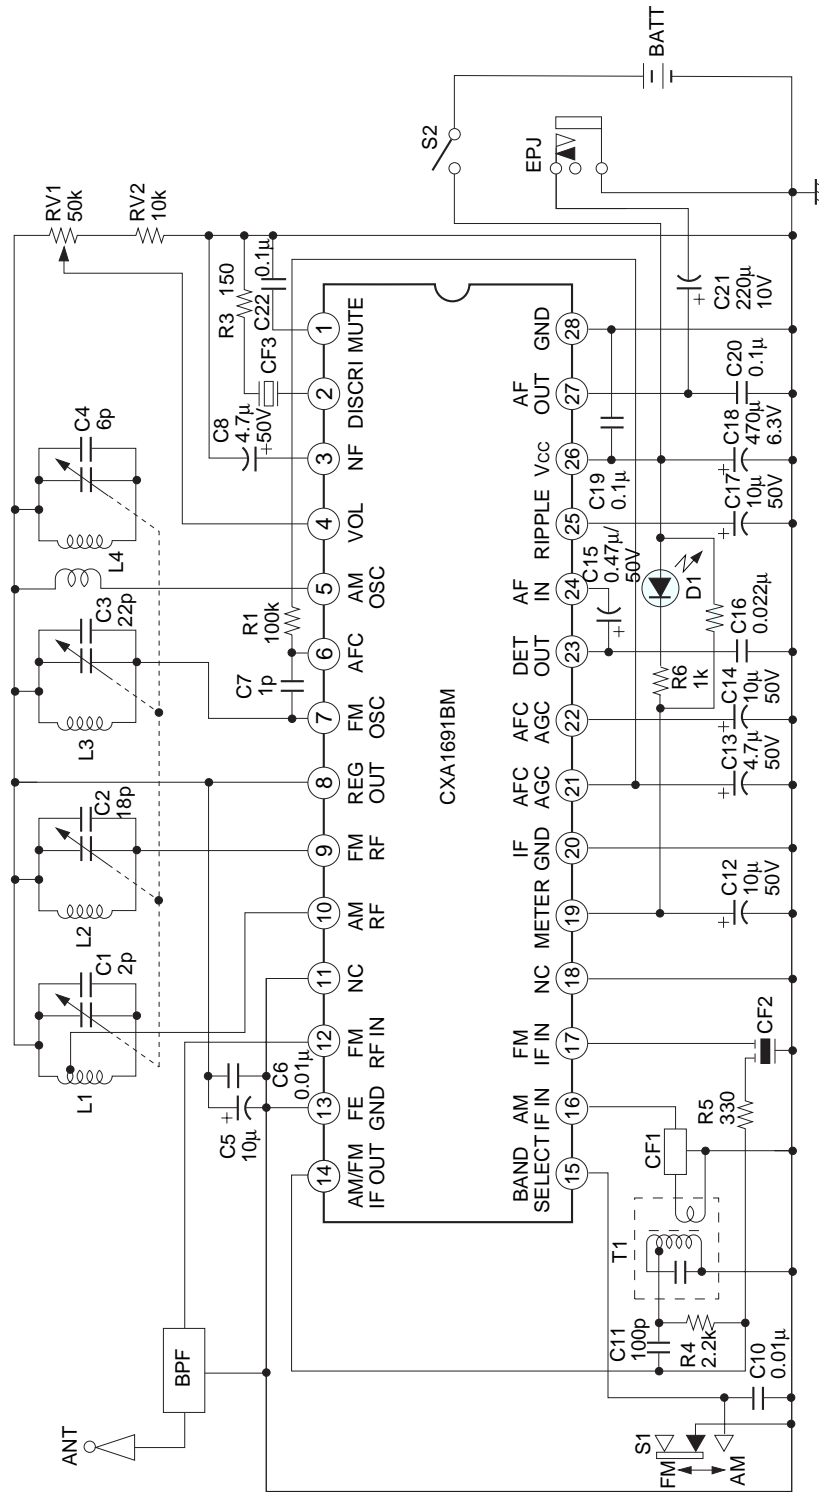 BATT
S2
EPJ
RV1
50k
RV2
10k
R3
150
C22
0.1µ
C21
220µ
10V
+
CF3
C8
4.7µ
50V
+
C4
6p
L4
C3
22p
L3
C2
18p
L2
C1
2p
L1
R1
100k
C7
1p
C6
0.01µ
C5
10µ
+
BPF
ANT
1
MUTE
2
DISCRI
3
NF
4
VOL
5
AM
OSC
6
AFC
7
FM
OSC
8
REG
OUT
9
FM
RF
10
AM
RF
11
NC
12
FM
RF IN
13
FE
GND
14
AM/FM
IF OUT
CXA1691BM
28
GND
27
AF
OUT
26
Vcc
25
RIPPLE
24
AF
IN
23
DET
OUT
22
AFC
AGC
21
AFC
AGC
20
IF
GND
19
METER
18
NC
17
FM
IF IN
16
AM
IF IN
15
BAND
SELECT
C20
0.1µ
C19
0.1µ
C18
470µ
6.3V
+
C17
10µ
50V
+
C15
0.47µ/
50V
+
D1
C16
0.022µ
R6
1k
C14
10µ
50V
+
C13
4.7µ
50V
+
C12
10µ
50V
+
CF2
R5
330
CF1
T1
C11
100p
R4
2.2k
C10
0.01µ
S1
FM
AM